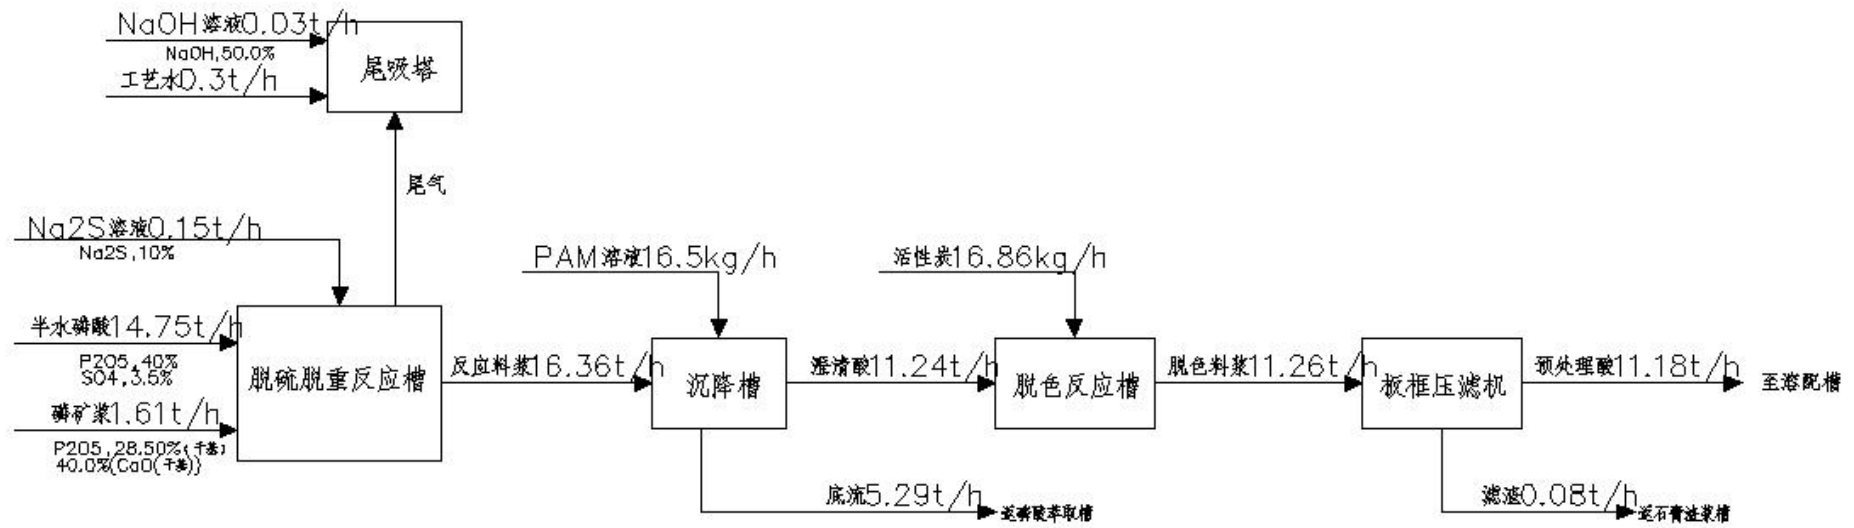 NaOH溶液0.03t/h
NaOH,50.0%
工艺水0.3t/h
尾吸塔
尾气
Na2S溶液0.15t/h
Na2S,10%
半水磷酸14.75t/h
P2O5,40%
SO4,3.5%
磷矿浆1.61t/h
P2O5,28.50%(干基)
40.0%(CaO(干基)}
脱硫脱重反应槽
反应料浆16.36t/h
PAM溶液16.5kg/h
沉降槽
底流5.29t/h
至磷酸萃取槽
澄清酸11.24t/h
活性炭16.86kg/h
脱色反应槽
脱色料浆11.26t/h
板框压滤机
滤渣0.08t/h
至石膏渣浆槽
预处理酸11.18t/h
至溶配槽